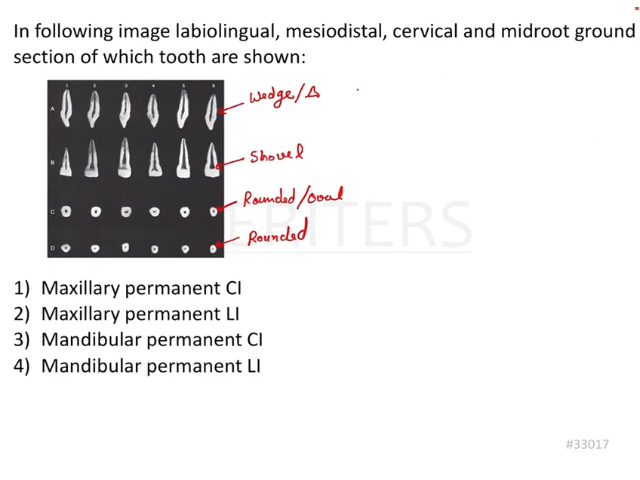 In following image labiolingual, mesiodistal, cervical and midroot ground
section of which tooth are shown:
1 2 3 4 5 6
A
Wedge/Δ
B
Shovel
C
Rounded/Oval
D
Rounded
ERITERS
1) Maxillary permanent CI
2) Maxillary permanent LI
3) Mandibular permanent CI
4) Mandibular permanent LI
#33017